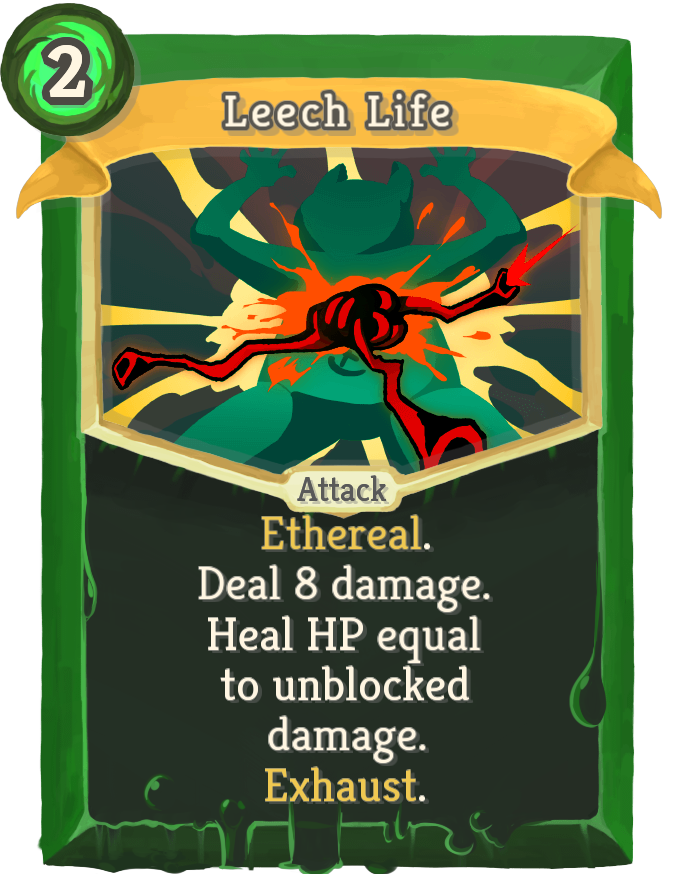 2
Leech Life
Attack
Ethereal.
Deal 8 damage.
Heal HP equal
to unblocked
damage.
Exhaust.